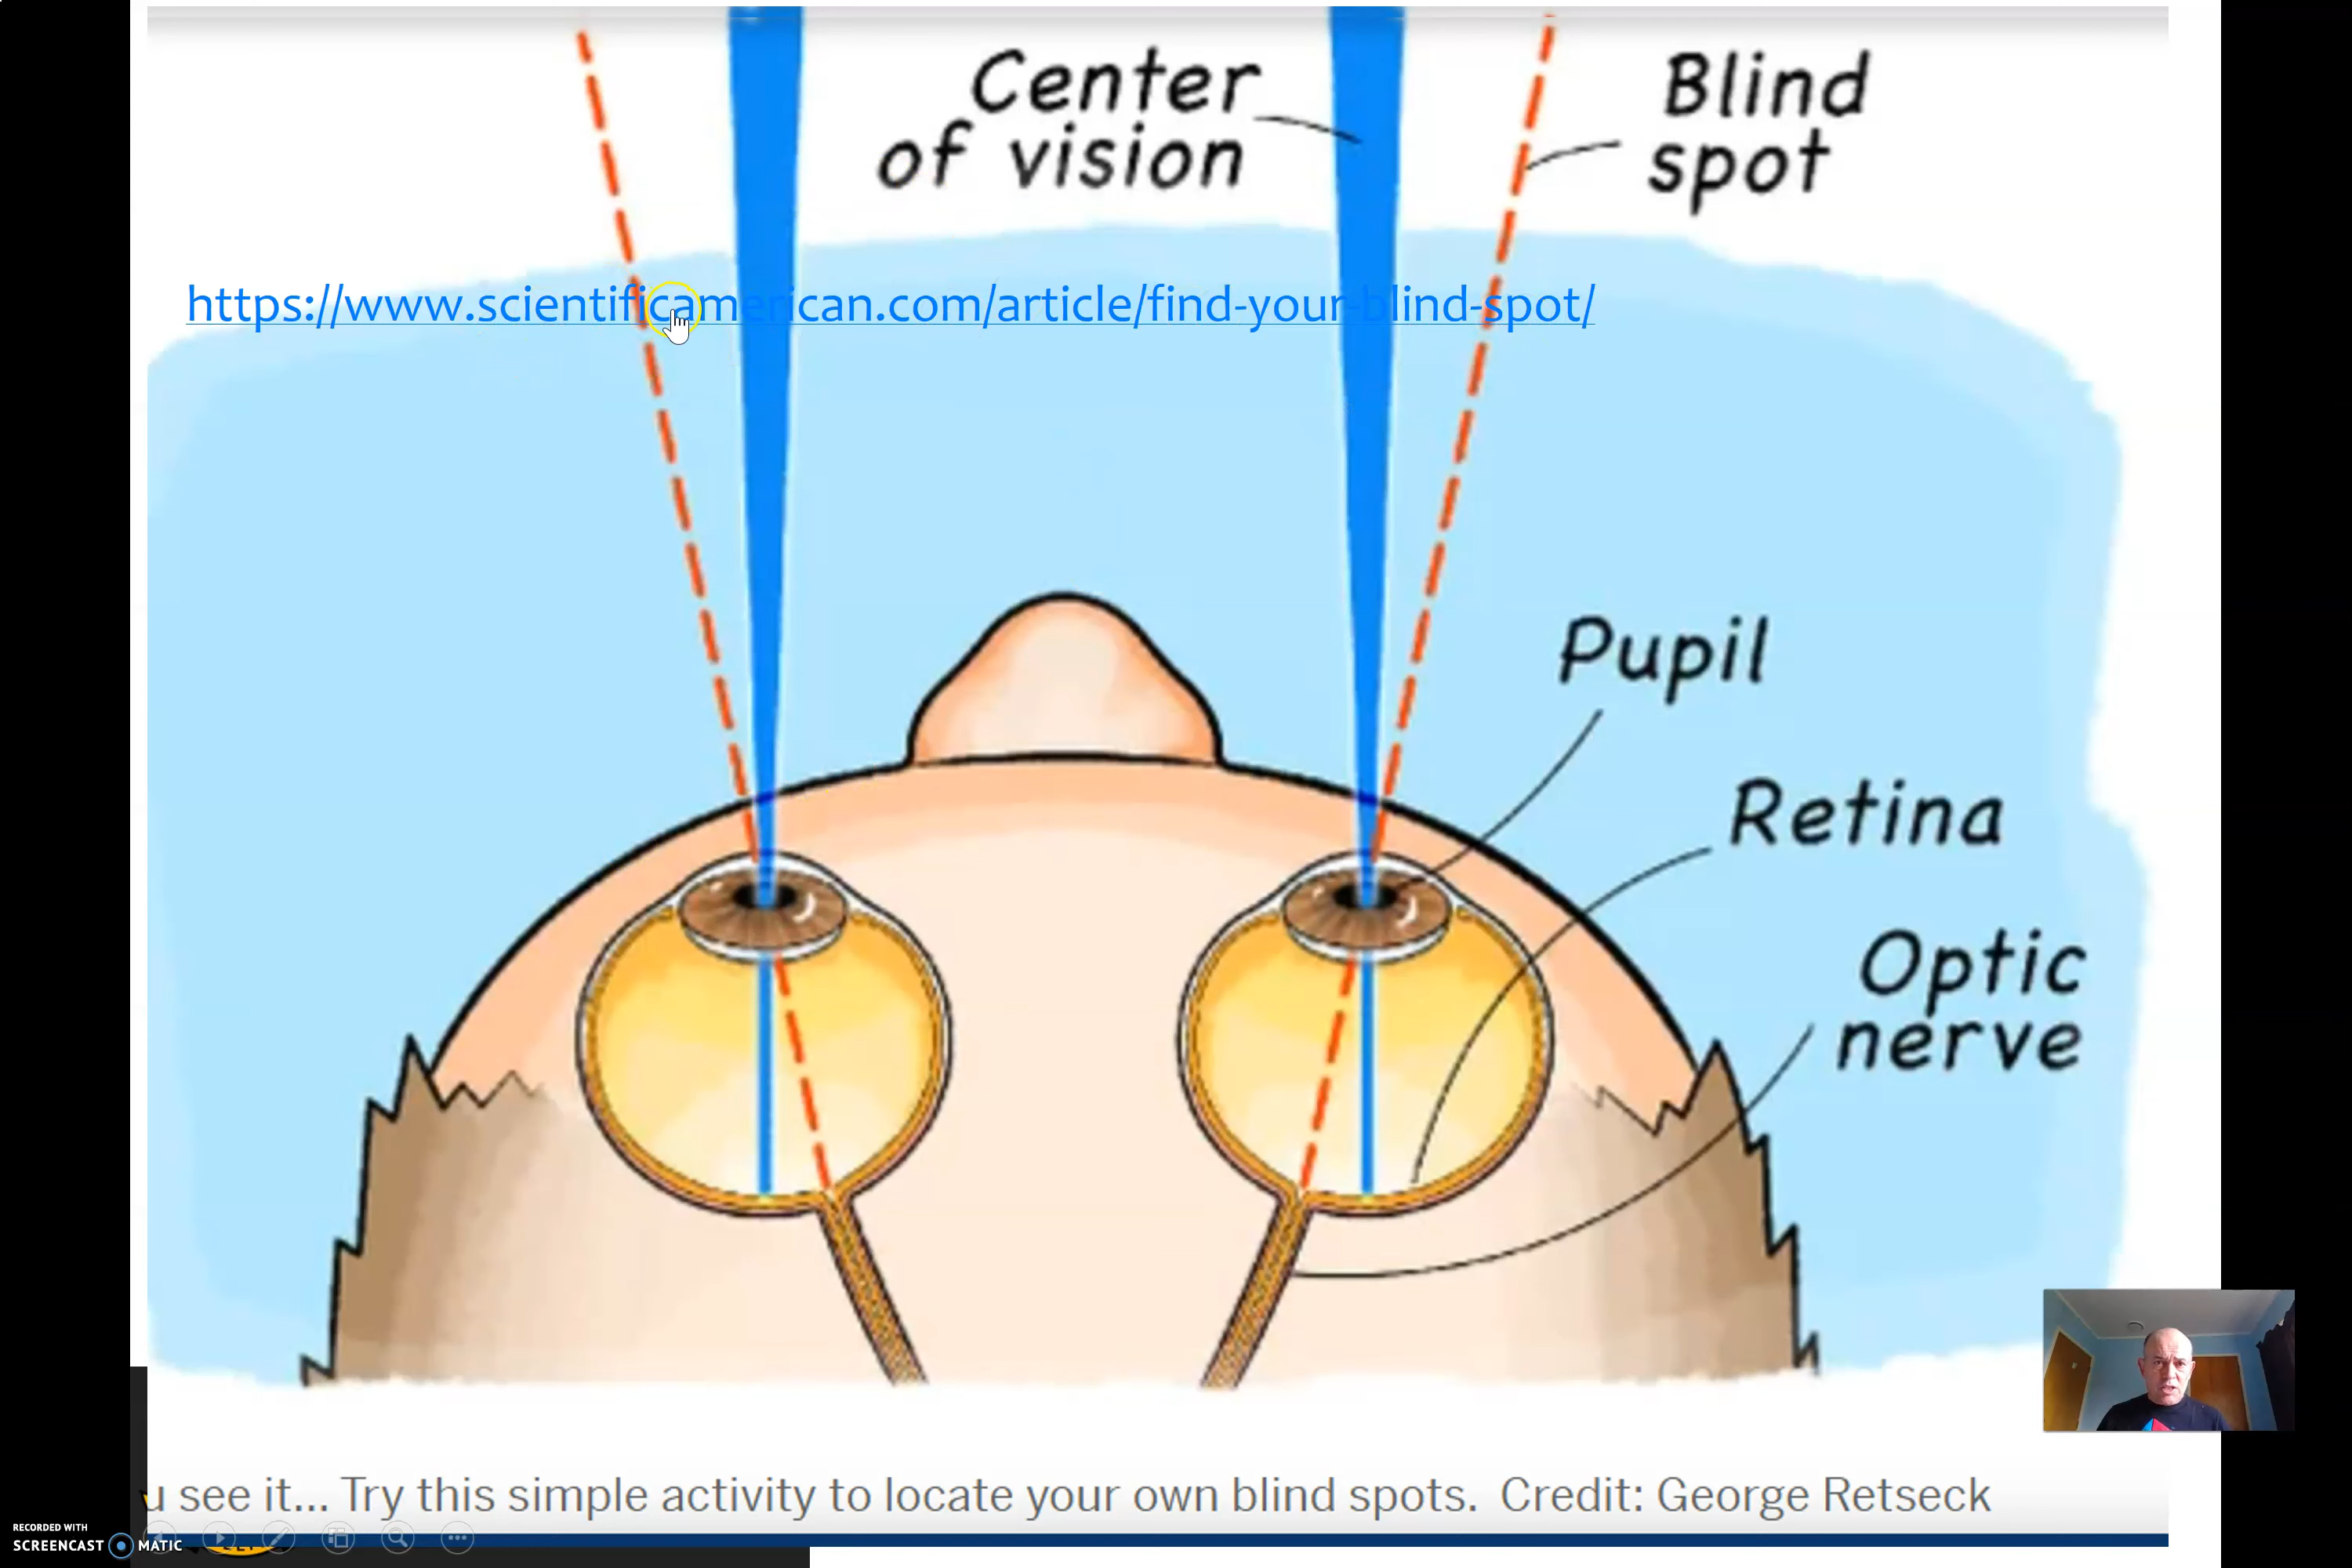 Center
of vision
Blind
spot
https://www.scientificamerican.com/article/find-your-blind-spot/
Pupil
Retina
Optic
nerve
u see it... Try this simple activity to locate your own blind spots. Credit: George Retseck
RECORDED WITH
SCREENCAST MATIC